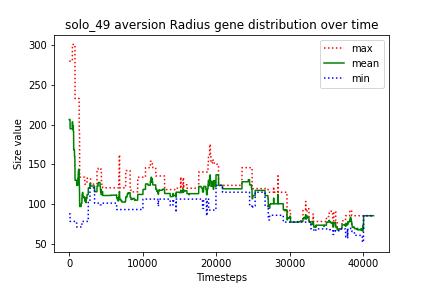 solo_49 aversion Radius gene distribution over time
max
mean
min
Size value
300
250
200
150
100
50
0
10000
20000
30000
40000
Timesteps